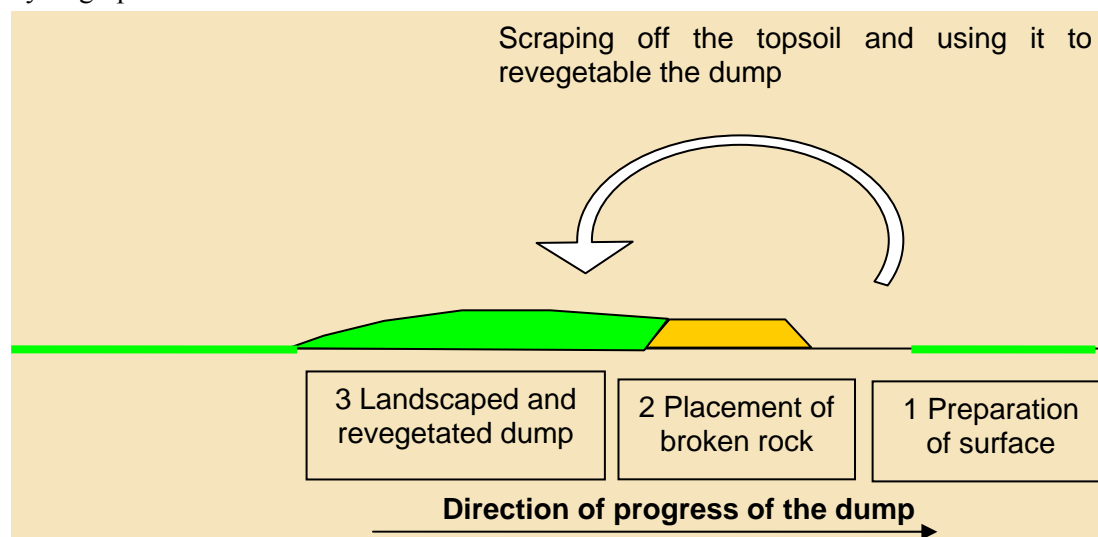 Scraping off the topsoil and using it to
revegetable the dump
3 Landscaped and
revegetated dump
2 Placement of
broken rock
1 Preparation
of surface
Direction of progress of the dump